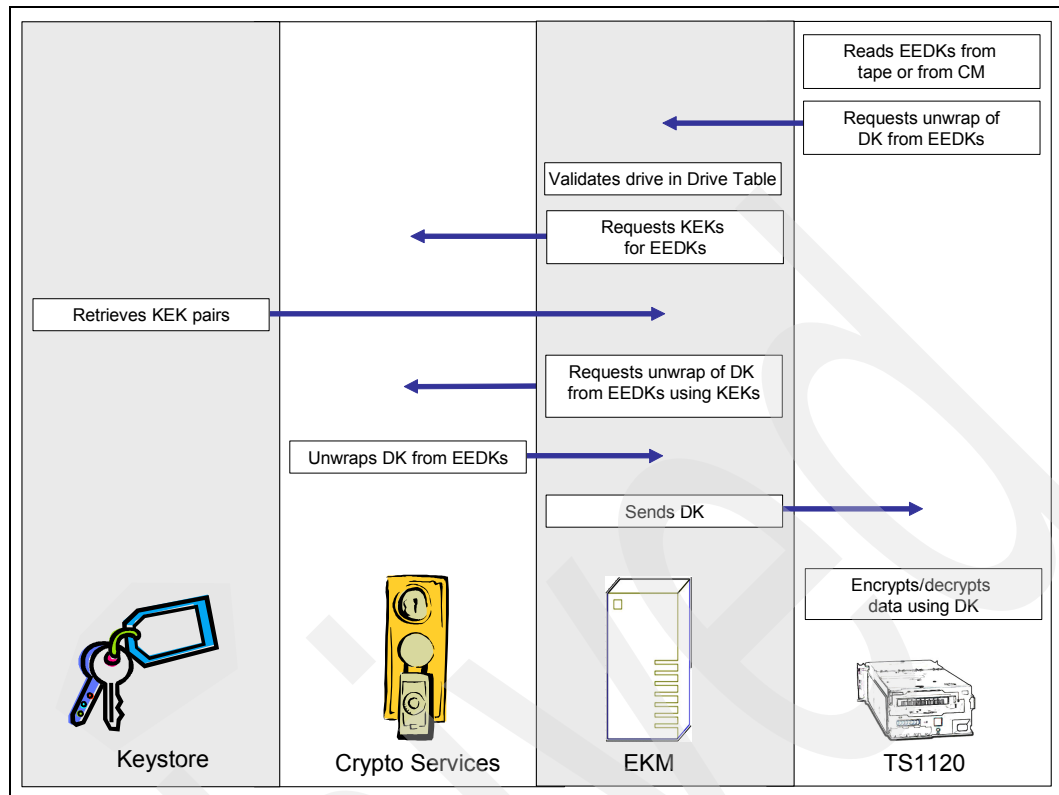 Reads EEDKs from
tape or from CM
Requests unwrap of
DK from EEDKs
Validates drive in Drive Table
Requests KEKs
for EEDKs
Retrieves KEK pairs
Requests unwrap of DK
from EEDKs using KEKs
Unwraps DK from EEDKs
Sends DK
Encrypts/decrypts
data using DK
Keystore
Crypto Services
EKM
TS1120